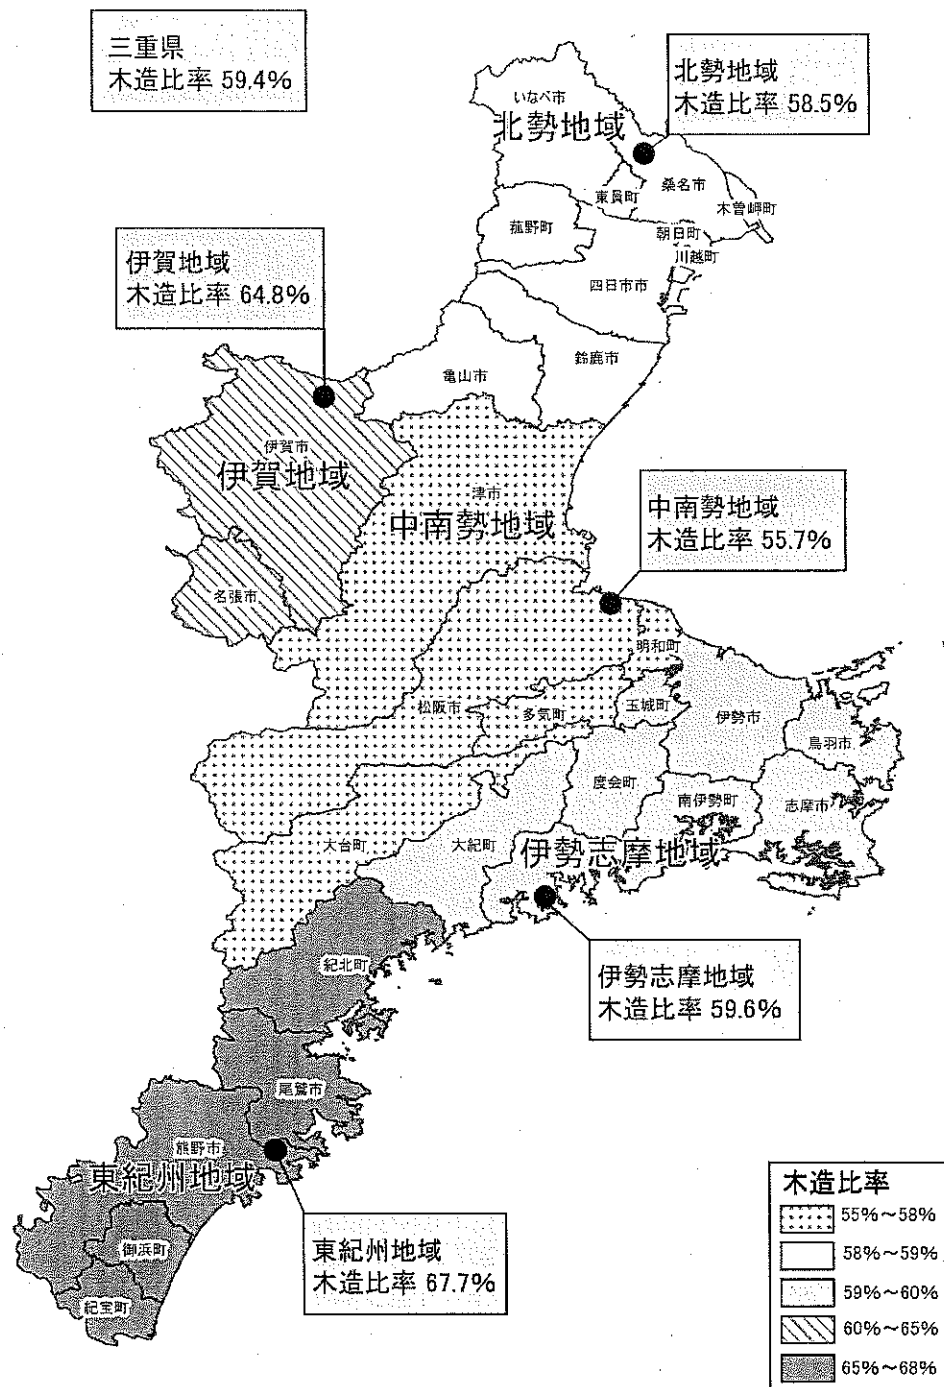 三重県
木造比率 59.4%
北勢地域
木造比率 58.5%
いなべ市
北勢地域
桑名市
東員町
木曽岬町
菰野町
朝日町
川越町
四日市市
伊賀地域
木造比率 64.8%
鈴鹿市
亀山市
伊賀市
伊賀地域
津市
中南勢地域
中南勢地域
木造比率 55.7%
名張市
明和町
松阪市
多気町
玉城町
伊勢市
鳥羽市
度会町
南伊勢町
志摩市
大台町
大紀町
伊勢志摩地域
紀北町
伊勢志摩地域
木造比率 59.6%
尾鷲市
熊野市
東紀州地域
御浜町
紀宝町
東紀州地域
木造比率 67.7%
木造比率
55%～58%
58%～59%
59%～60%
60%～65%
65%～68%